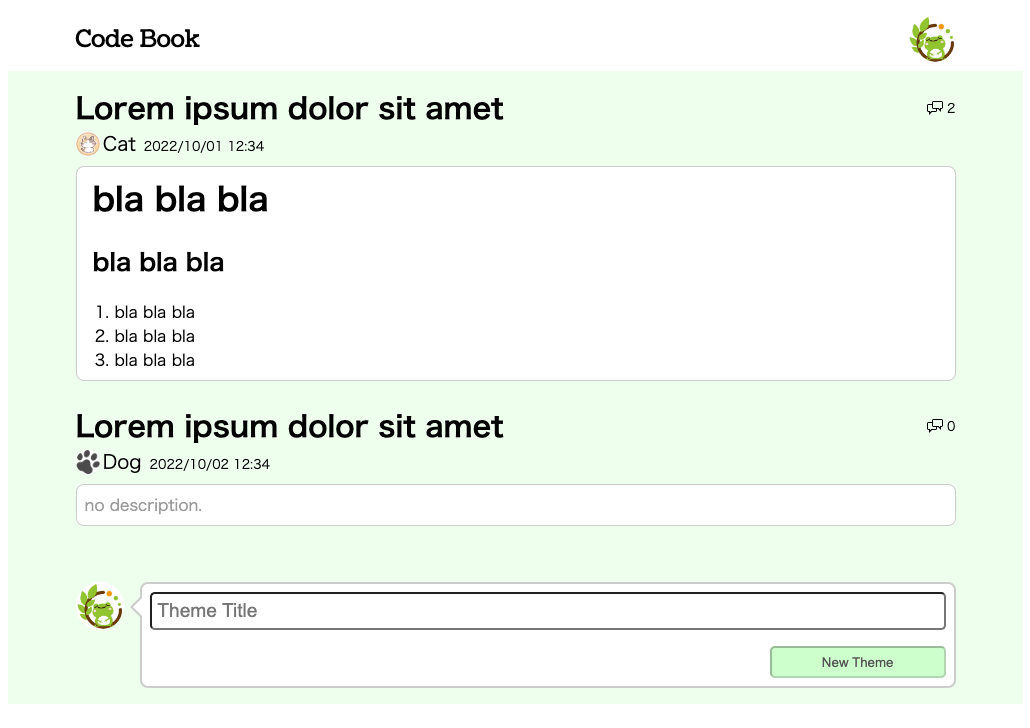 Code Book
Lorem ipsum dolor sit amet
2
Cat 2022/10/01 12:34
bla bla bla
bla bla bla
1. bla bla bla
2. bla bla bla
3. bla bla bla
Lorem ipsum dolor sit amet
0
Dog 2022/10/02 12:34
no description.
Theme Title
New Theme